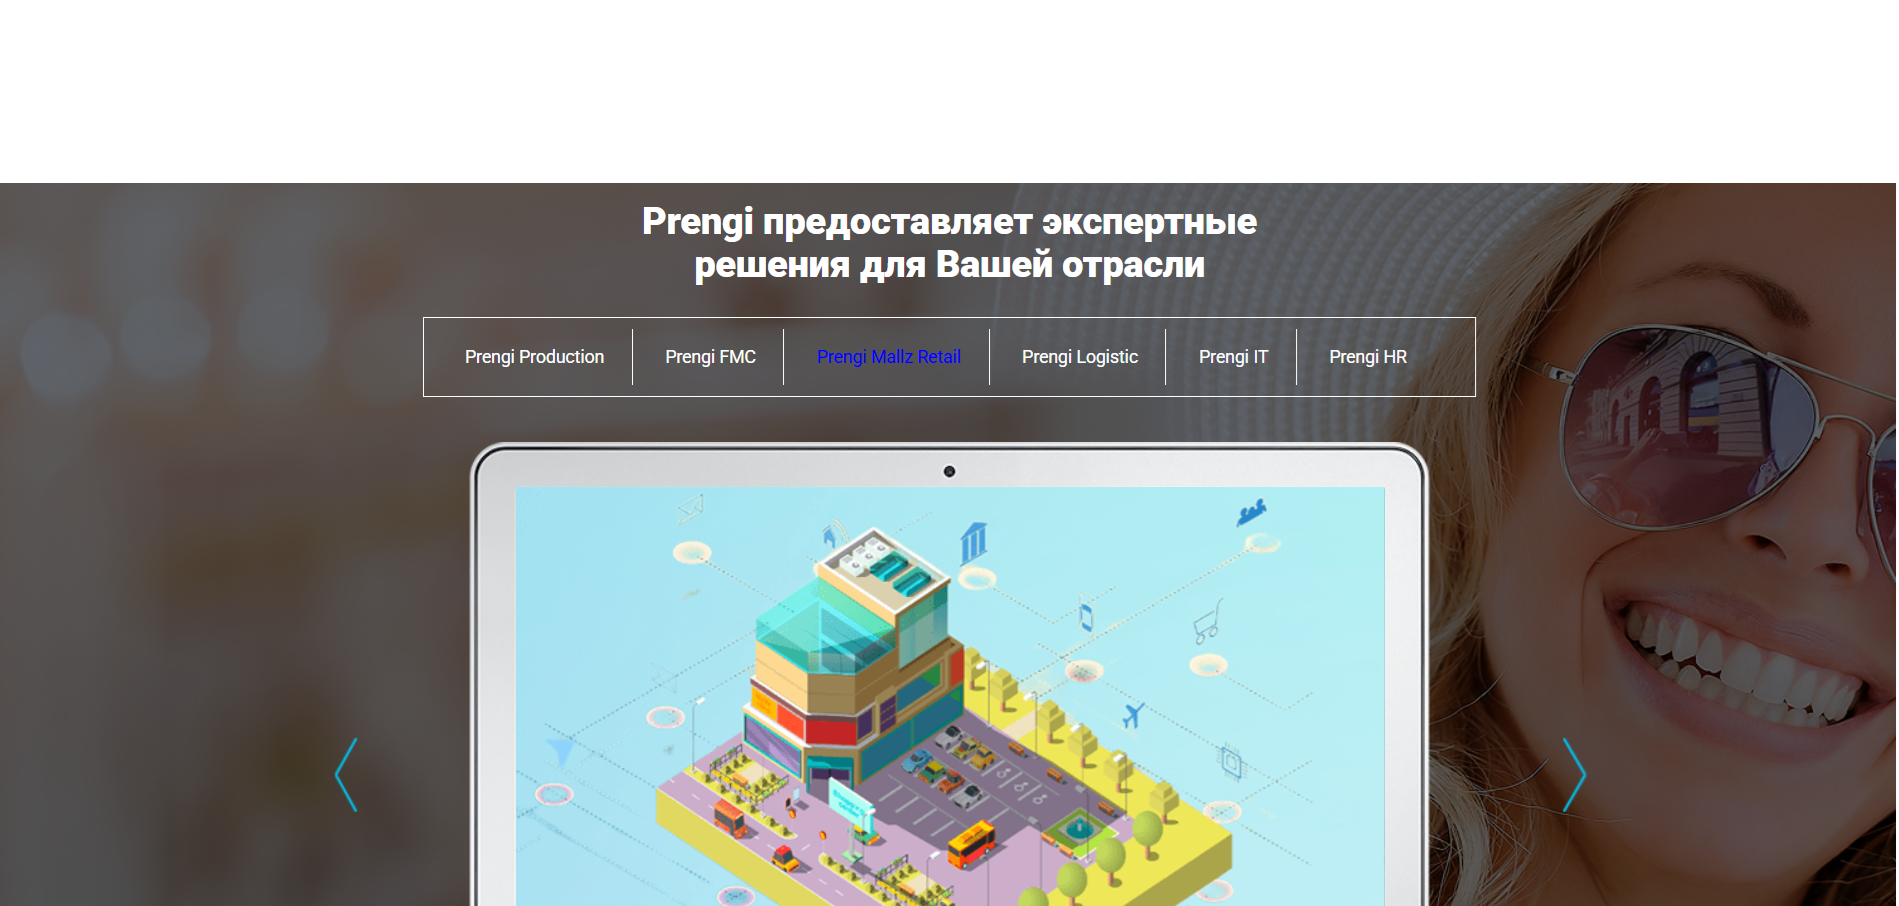 Prengi предоставляет экспертные
решения для Вашей отрасли
Prengi Production
Prengi FMC
Prengi Mallz Retail
Prengi Logistic
Prengi IT
Prengi HR